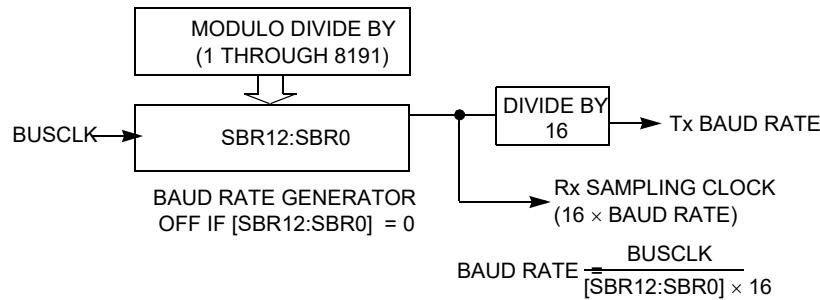 MODULO DIVIDE BY
(1 THROUGH 8191)
BUSCLK
SBR12:SBR0
DIVIDE BY
16
Tx BAUD RATE
BAUD RATE GENERATOR
OFF IF [SBR12:SBR0] = 0
Rx SAMPLING CLOCK
(16 × BAUD RATE)
BAUD RATE =
BUSCLK
[SBR12:SBR0] × 16